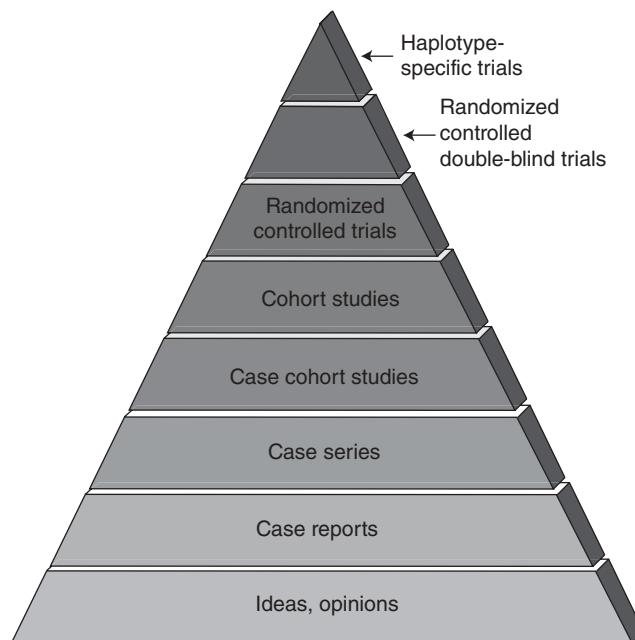 Haplotype-
specific trials
Randomized
controlled
double-blind trials
Randomized
controlled trials
Cohort studies
Case cohort studies
Case series
Case reports
Ideas, opinions